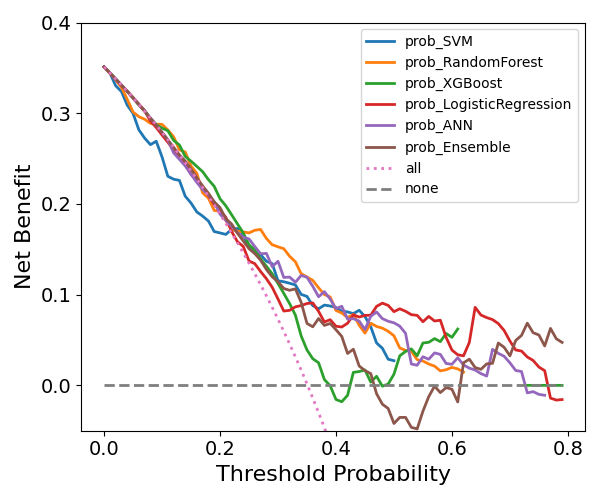 0.4
0.3
0.2
0.1
0.0
Net Benefit
prob_SVM
prob_RandomForest
prob_XGBoost
prob_LogisticRegression
prob_ANN
prob_Ensemble
all
none
0.0 0.2 0.4 0.6 0.8
Threshold Probability